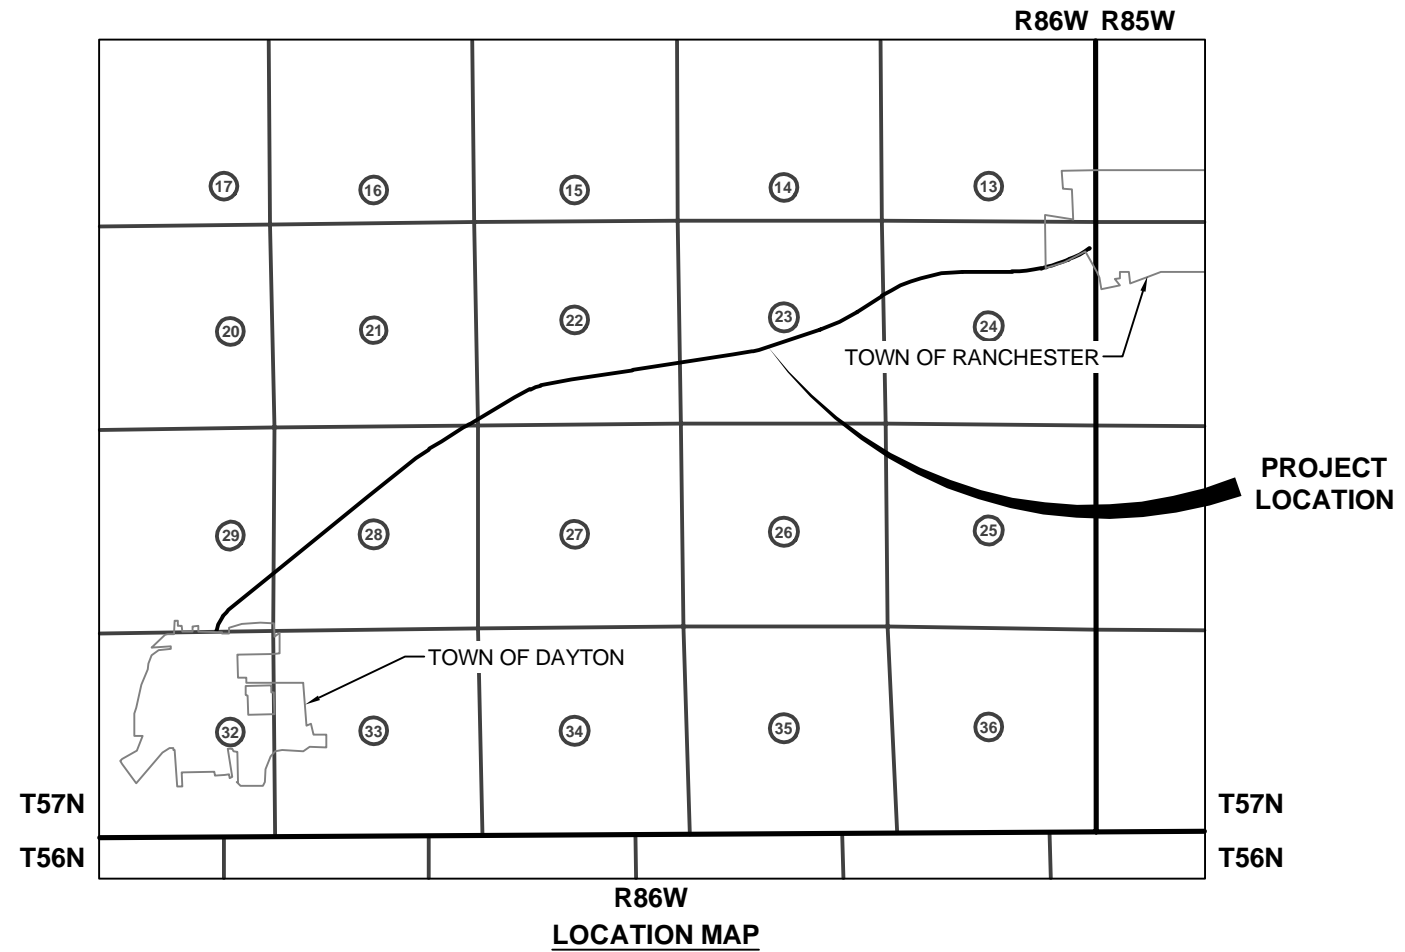 R86W R85W
17 16 15 14 13
20 21 22 23 24
TOWN OF RANCHESTER
PROJECT
LOCATION
29 28 27 26 25
TOWN OF DAYTON
32 33 34 35 36
T57N T57N
T56N T56N
R86W
LOCATION MAP